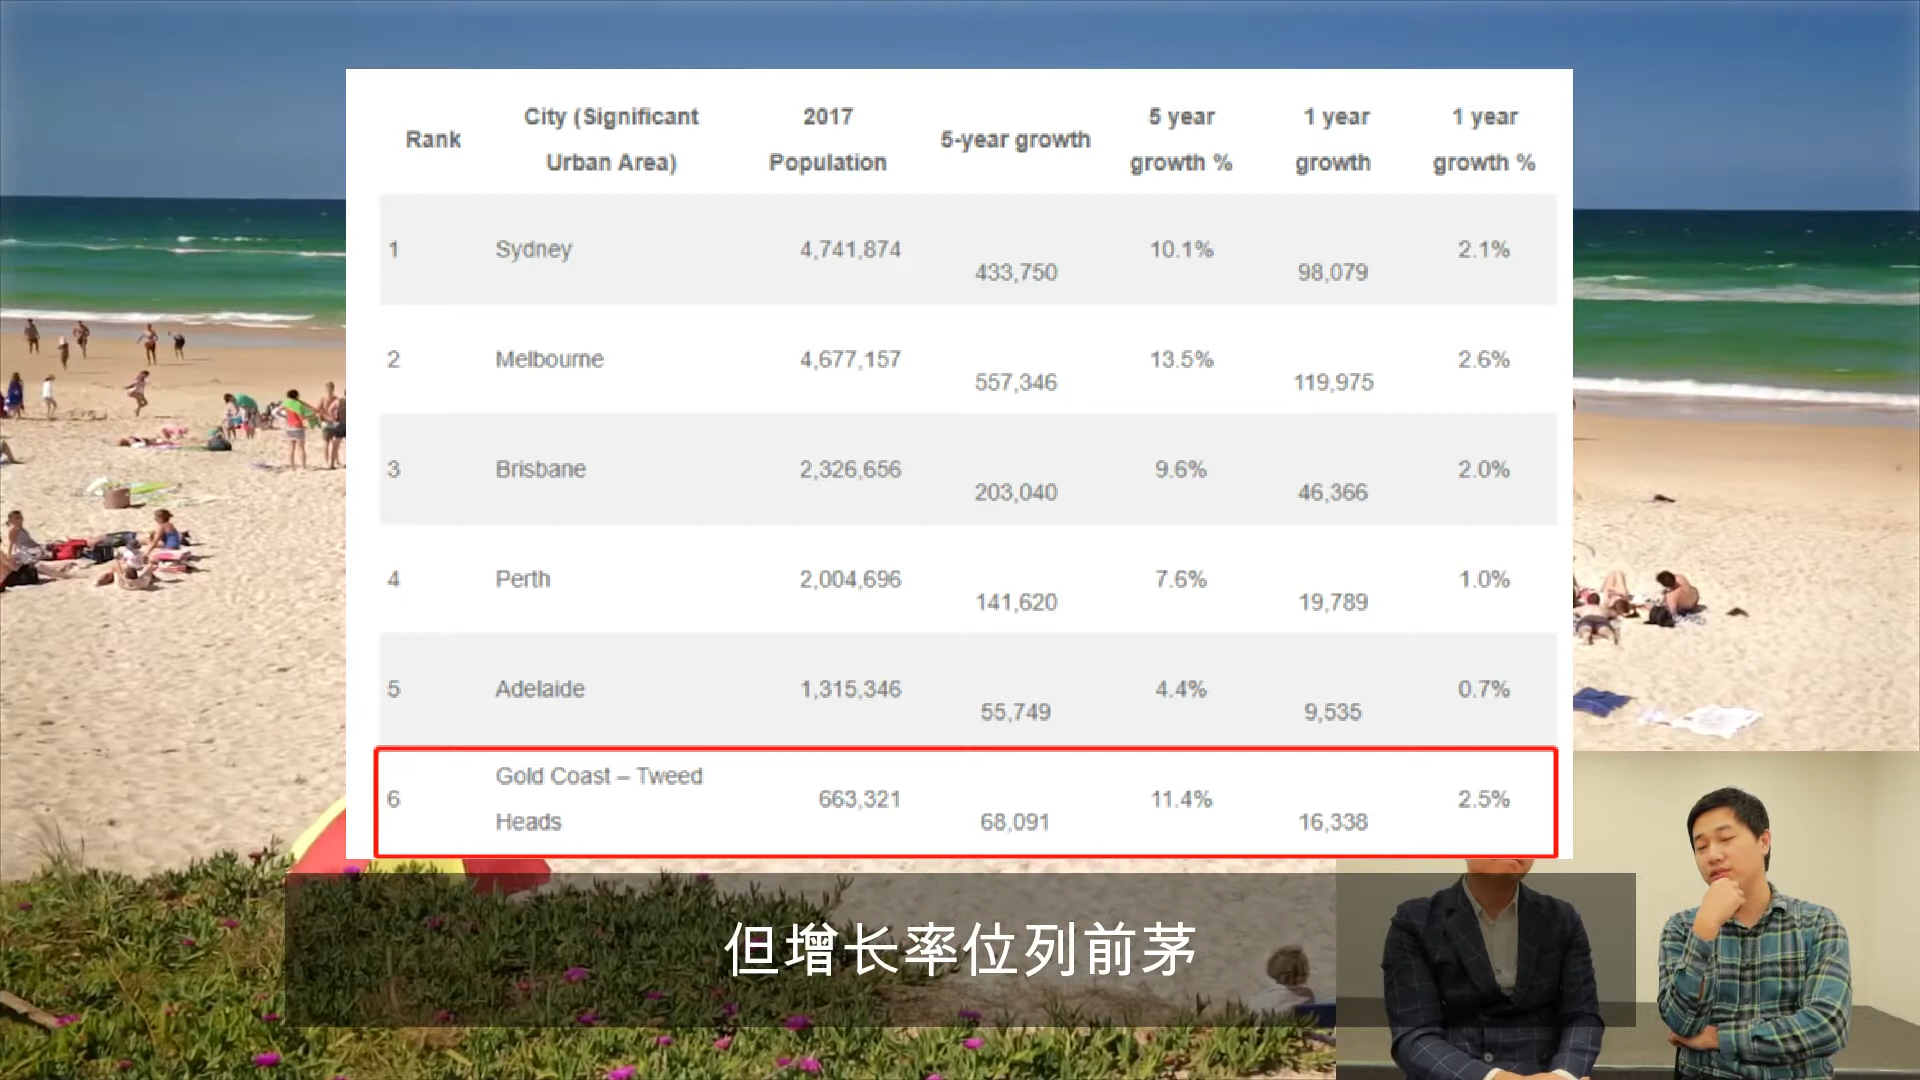 Rank City (Significant Urban Area) 2017 Population 5-year growth 5 year growth % 1 year growth 1 year growth %
1 Sydney 4,741,874 433,750 10.1% 98,079 2.1%
2 Melbourne 4,677,157 557,346 13.5% 119,975 2.6%
3 Brisbane 2,326,656 203,040 9.6% 46,366 2.0%
4 Perth 2,004,696 141,620 7.6% 19,789 1.0%
5 Adelaide 1,315,346 55,749 4.4% 9,535 0.7%
6 Gold Coast – Tweed Heads 663,321 68,091 11.4% 16,338 2.5%
但增长率位列前茅